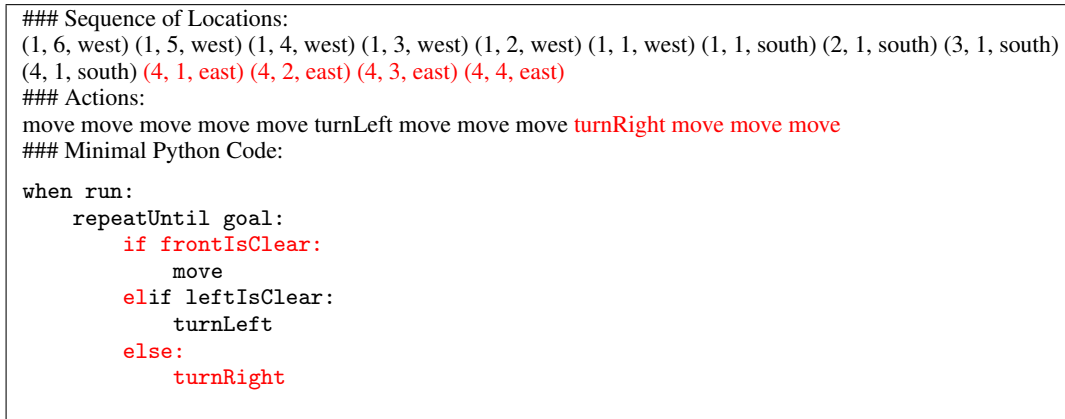 ### Sequence of Locations:
(1, 6, west) (1, 5, west) (1, 4, west) (1, 3, west) (1, 2, west) (1, 1, west) (1, 1, south) (2, 1, south) (3, 1, south)
(4, 1, south) (4, 1, east) (4, 2, east) (4, 3, east) (4, 4, east)
### Actions:
move move move move move turnLeft move move move turnRight move move move
### Minimal Python Code:
when run:
    repeatUntil goal:
        if frontIsClear:
            move
        elif leftIsClear:
            turnLeft
        else:
            turnRight